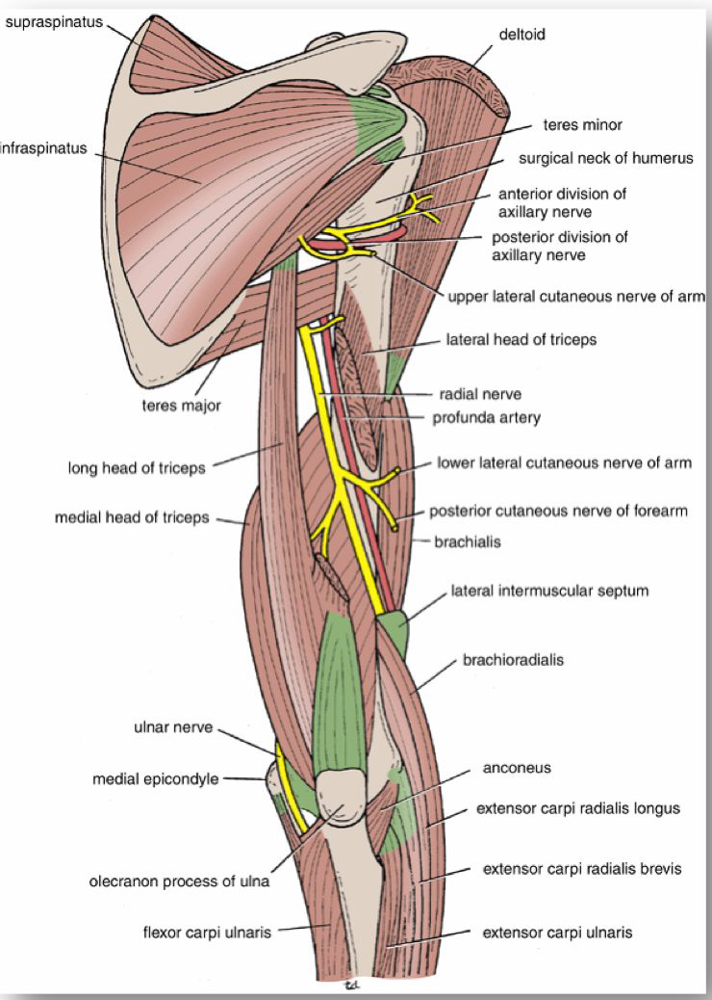 supraspinatus
deltoid
teres minor
infraspinatus
surgical neck of humerus
anterior division of
axillary nerve
posterior division of
axillary nerve
upper lateral cutaneous nerve of arm
lateral head of triceps
teres major
radial nerve
profunda artery
long head of triceps
lower lateral cutaneous nerve of arm
medial head of triceps
posterior cutaneous nerve of forearm
brachialis
lateral intermuscular septum
brachioradialis
ulnar nerve
medial epicondyle
anconeus
extensor carpi radialis longus
olecranon process of ulna
extensor carpi radialis brevis
flexor carpi ulnaris
extensor carpi ulnaris
td